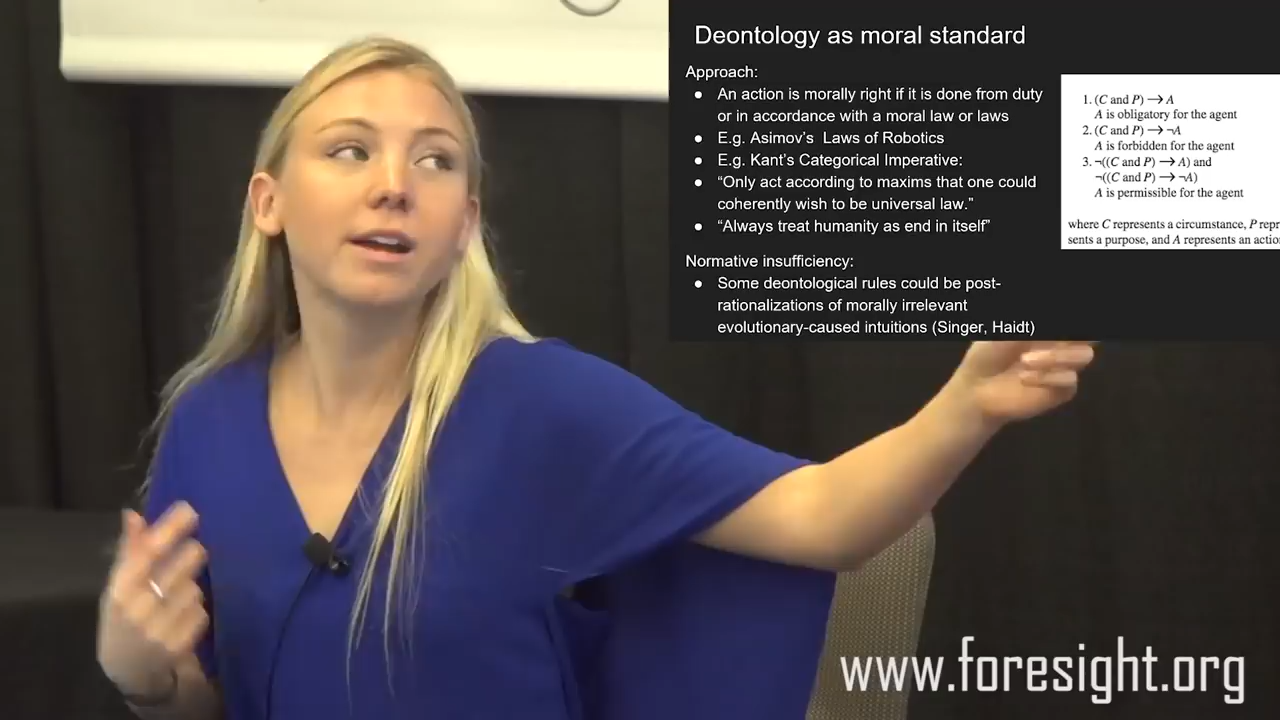 Deontology as moral standard
Approach:
● An action is morally right if it is done from duty
or in accordance with a moral law or laws
● E.g. Asimov’s Laws of Robotics
● E.g. Kant’s Categorical Imperative:
● “Only act according to maxims that one could
coherently wish to be universal law.”
● “Always treat humanity as end in itself”
Normative insufficiency:
● Some deontological rules could be post-
rationalizations of morally irrelevant
evolutionary-caused intuitions (Singer, Haidt)
1. (C and P) → A
A is obligatory for the agent
2. (C and P) → ¬A
A is forbidden for the agent
3. ¬((C and P) → A) and
¬((C and P) → ¬A)
A is permissible for the agent
where C represents a circumstance, P repr
sents a purpose, and A represents an actio
www.foresight.org